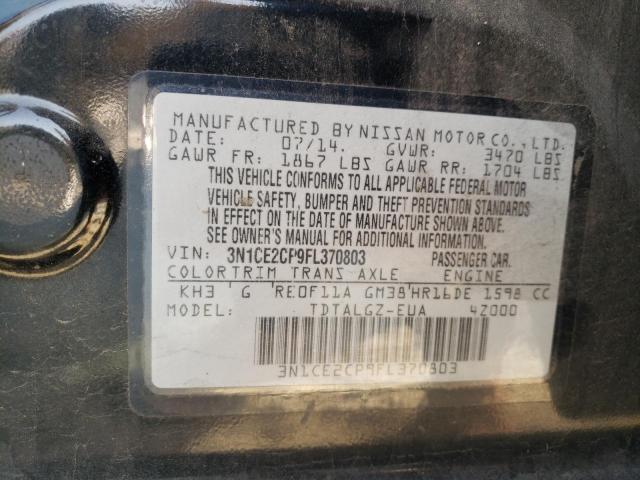 MANUFACTURED BY NISSAN MOTOR CO., LTD.
DATE: 07/14. GVWR: 3470 LBS
GAWR FR: 1867 LBS GAWR RR: 1704 LBS
THIS VEHICLE CONFORMS TO ALL APPLICABLE FEDERAL MOTOR
VEHICLE SAFETY, BUMPER AND THEFT PREVENTION STANDARDS
IN EFFECT ON THE DATE OF MANUFACTURE SHOWN ABOVE.
SEE OWNER'S MANUAL FOR ADDITIONAL INFORMATION.
VIN: 3N1CE2CP9FL370803 PASSENGER CAR.
COLOR TRIM TRANS AXLE ENGINE
KH3 G RE0F11A GM38 HR16DE 1598 CC
MODEL: TDTALGZ-EUA 4Z000
3N1CE2CP9FL370803